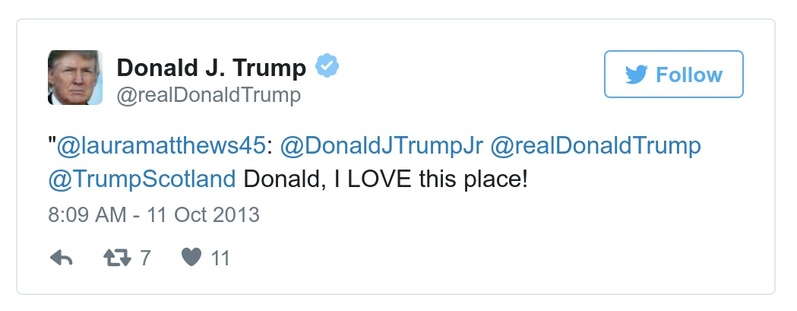 Donald J. Trump
@realDonaldTrump
Follow
"@lauramatthews45: @DonaldJTrumpJr @realDonaldTrump
@TrumpScotland Donald, I LOVE this place!
8:09 AM - 11 Oct 2013
7 11